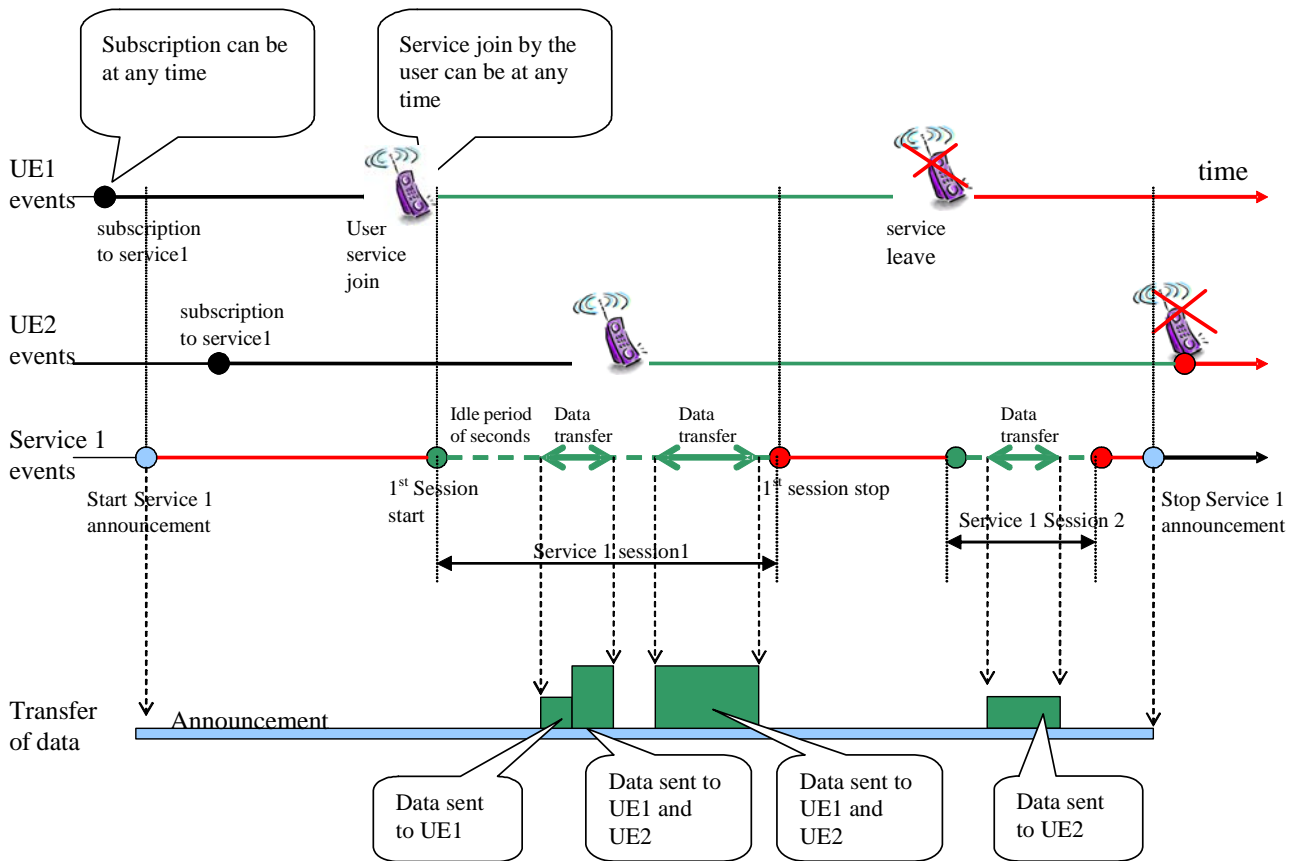 Subscription can be
at any time
Service join by the
user can be at any
time
UE1
events
time
subscription
to service1
User
service
join
service
leave
UE2
events
subscription
to service1
Service 1
events
Idle period
of seconds
Data
transfer
Data
transfer
Data
transfer
Start Service 1
announcement
1st Session
start
1st session stop
Stop Service 1
announcement
Service 1 Session 2
Service 1 session1
Transfer
of data
Announcement
Data sent
to UE1
Data sent to
UE1 and
UE2
Data sent to
UE1 and
UE2
Data sent
to UE2